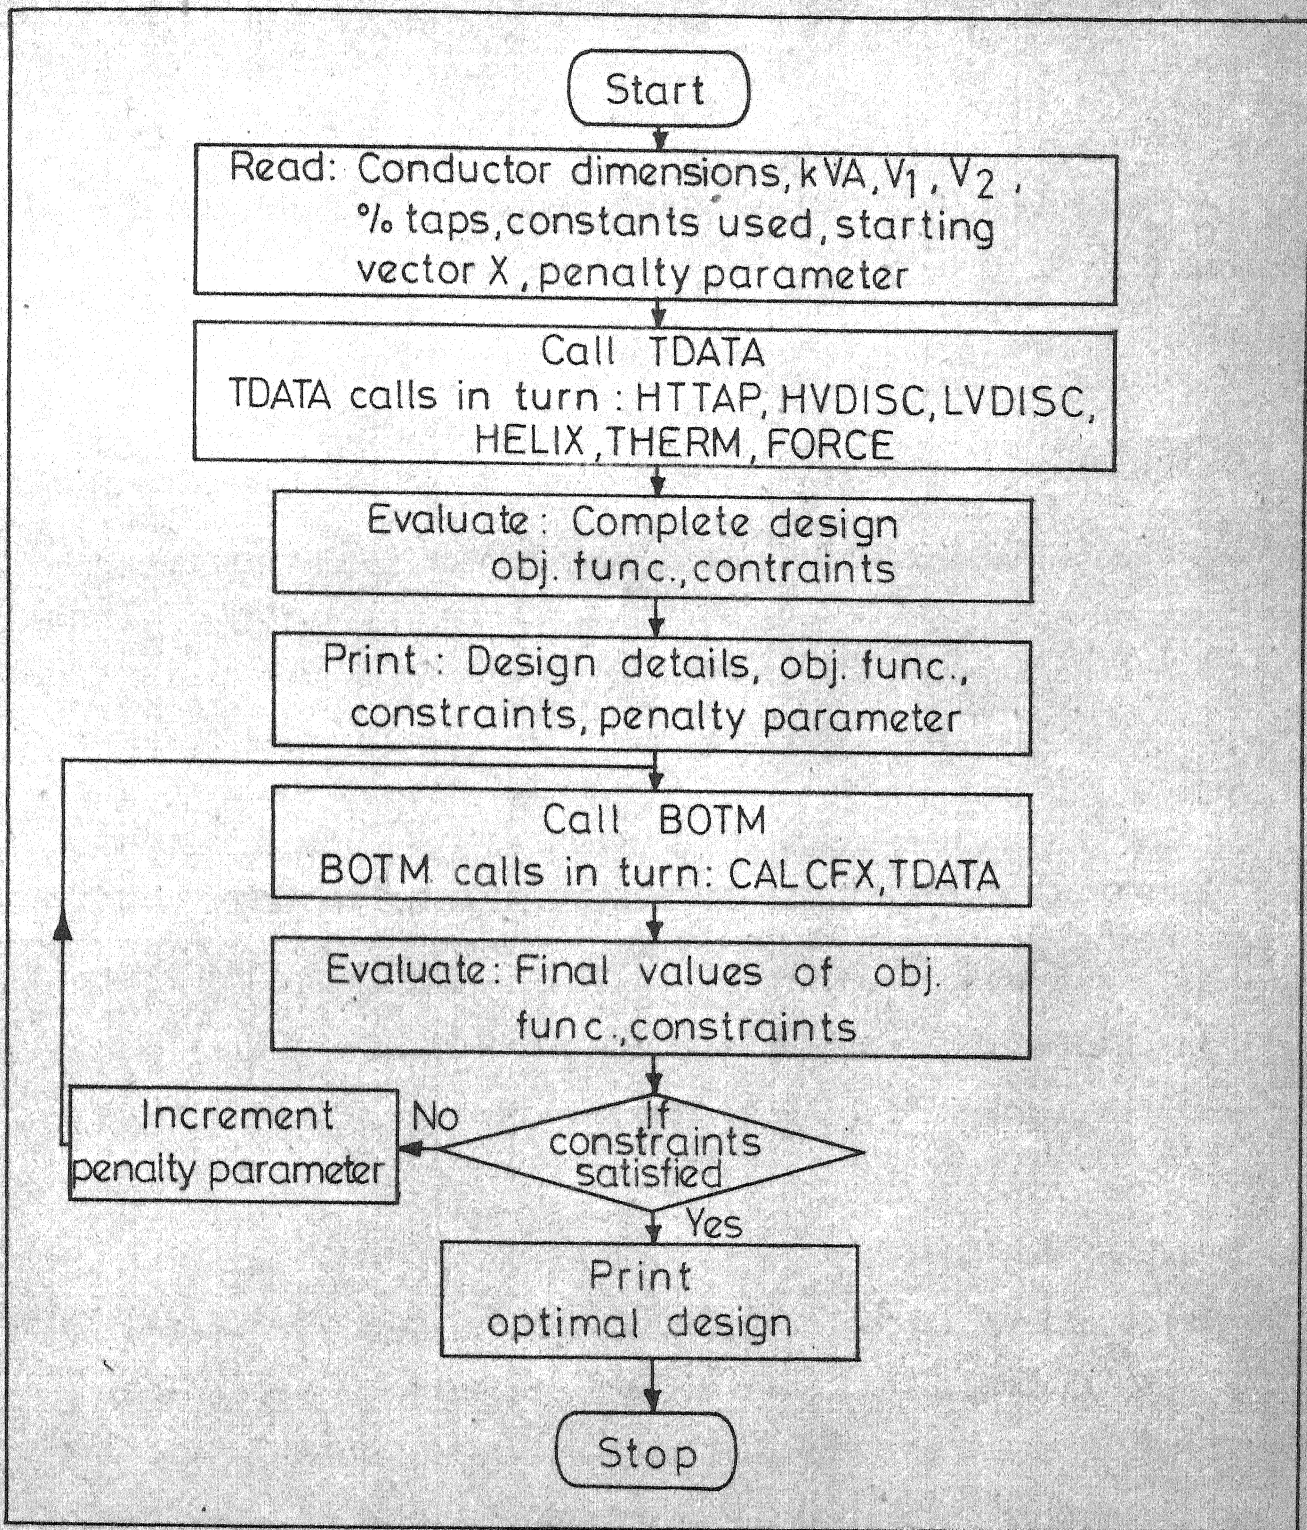 Start
Read: Conductor dimensions, kVA, V1, V2,
% taps, constants used, starting
vector X, penalty parameter
Call TDATA
TDATA calls in turn: HTTAP, HVDISC, LVDISC,
HELIX, THERM, FORCE
Evaluate: Complete design
obj. func., contraints
Print: Design details, obj. func.,
constraints, penalty parameter
Call BOTM
BOTM calls in turn: CALCFX, TDATA
Evaluate: Final values of obj.
func., constraints
If
constraints
satisfied
No
Increment
penalty parameter
Yes
Print
optimal design
Stop